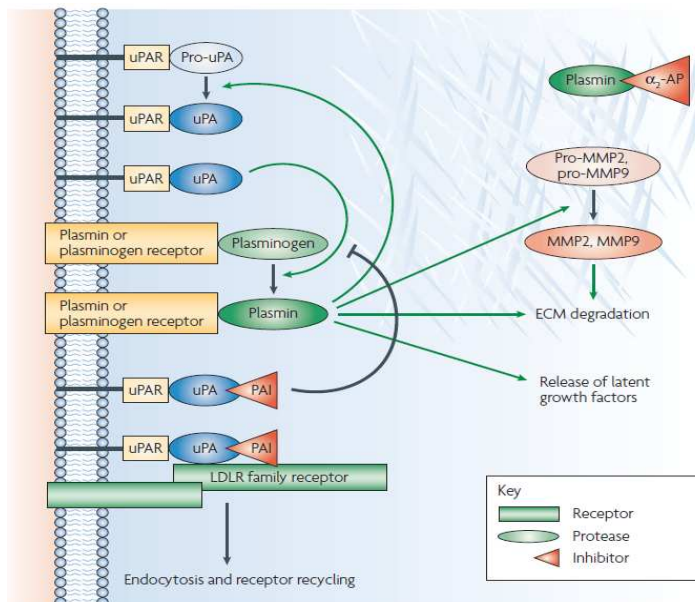 uPAR
Pro-uPA
uPAR
uPA
uPAR
uPA
Plasmin or
plasminogen receptor
Plasminogen
Plasmin or
plasminogen receptor
Plasmin
uPAR
uPA
PAI
uPAR
uPA
PAI
LDLR family receptor
Endocytosis and receptor recycling
Plasmin
α₂-AP
Pro-MMP2,
pro-MMP9
MMP2, MMP9
ECM degradation
Release of latent
growth factors
Key
Receptor
Protease
Inhibitor